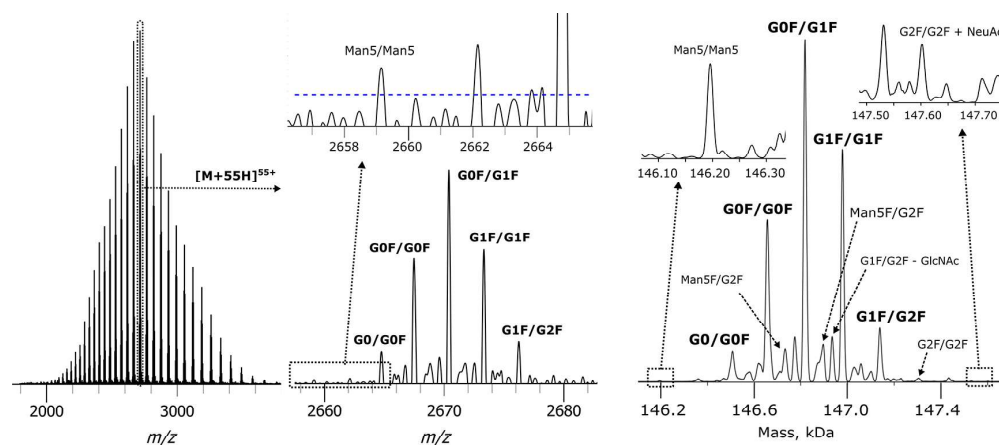 2000
3000
m/z
[M+55H]55+
Man5/Man5
2658
2660
2662
2664
G0F/G1F
G0F/G0F
G1F/G1F
G0/G0F
G1F/G2F
2660
2670
2680
m/z
G0F/G1F
Man5/Man5
146.10
146.20
146.30
G2F/G2F + NeuAc
147.50
147.60
147.70
G1F/G1F
G0F/G0F
Man5F/G2F
G1F/G2F - GlcNAc
Man5F/G2F
G1F/G2F
G0/G0F
G2F/G2F
146.2
146.6
147.0
147.4
Mass, kDa